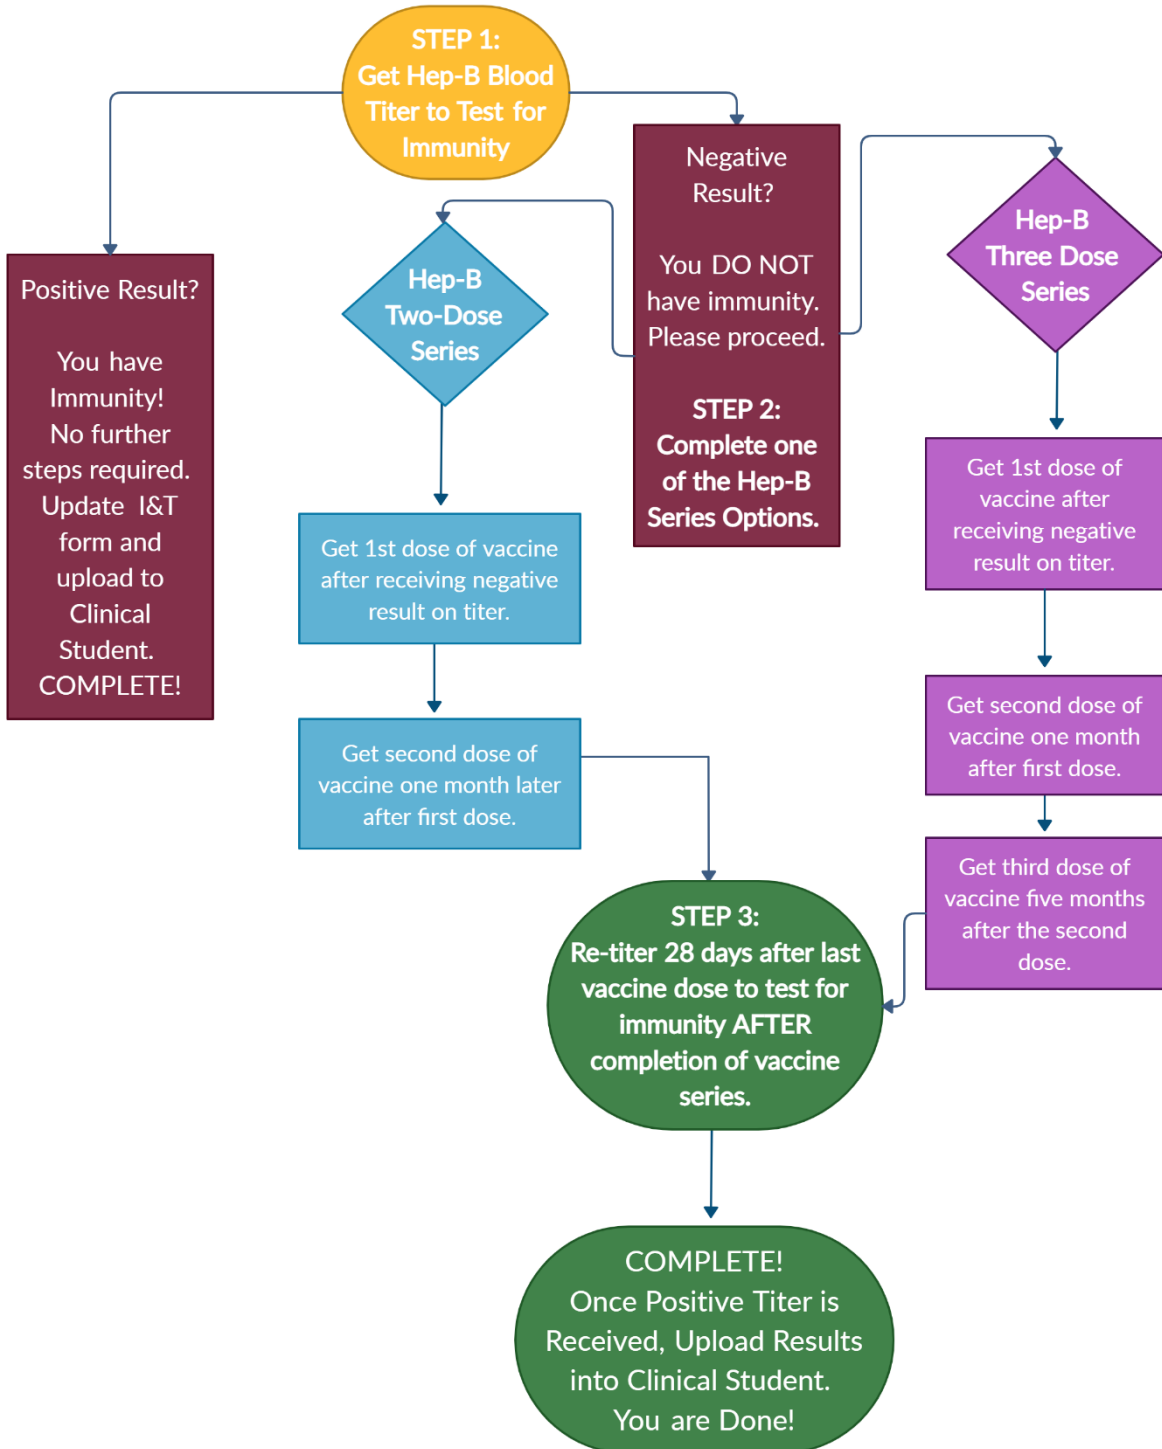 STEP 1:
Get Hep-B Blood
Titer to Test for
Immunity
Positive Result?
You have
Immunity!
No further
steps required.
Update I&T
form and
upload to
Clinical
Student.
COMPLETE!
Negative
Result?
You DO NOT
have immunity.
Please proceed.
STEP 2:
Complete one
of the Hep-B
Series Options.
Hep-B
Two-Dose
Series
Get 1st dose of vaccine
after receiving negative
result on titer.
Get second dose of
vaccine one month later
after first dose.
Hep-B
Three Dose
Series
Get 1st dose of
vaccine after
receiving negative
result on titer.
Get second dose of
vaccine one month
after first dose.
Get third dose of
vaccine five months
after the second
dose.
STEP 3:
Re-titer 28 days after last
vaccine dose to test for
immunity AFTER
completion of vaccine
series.
COMPLETE!
Once Positive Titer is
Received, Upload Results
into Clinical Student.
You are Done!